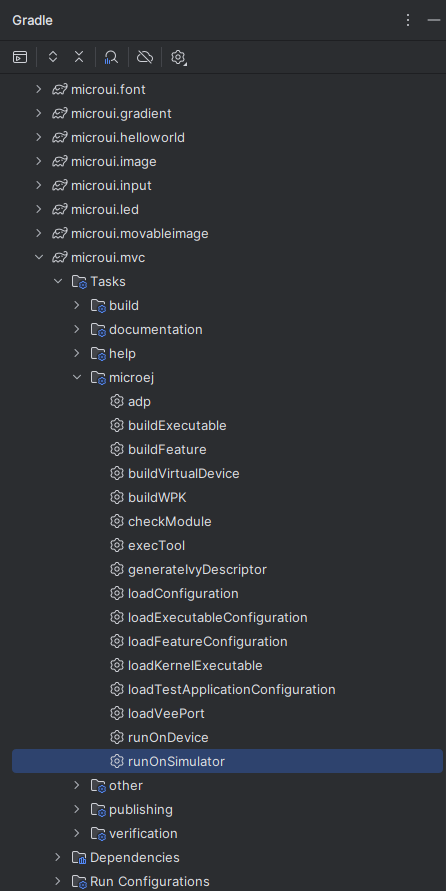 Gradle
microui.font
microui.gradient
microui.helloworld
microui.image
microui.input
microui.led
microui.movableimage
microui.mvc
Tasks
build
documentation
help
microej
adp
buildExecutable
buildFeature
buildVirtualDevice
buildWPK
checkModule
execTool
generateIvyDescriptor
loadConfiguration
loadExecutableConfiguration
loadFeatureConfiguration
loadKernelExecutable
loadTestApplicationConfiguration
loadVeePort
runOnDevice
runOnSimulator
other
publishing
verification
Dependencies
Run Configurations